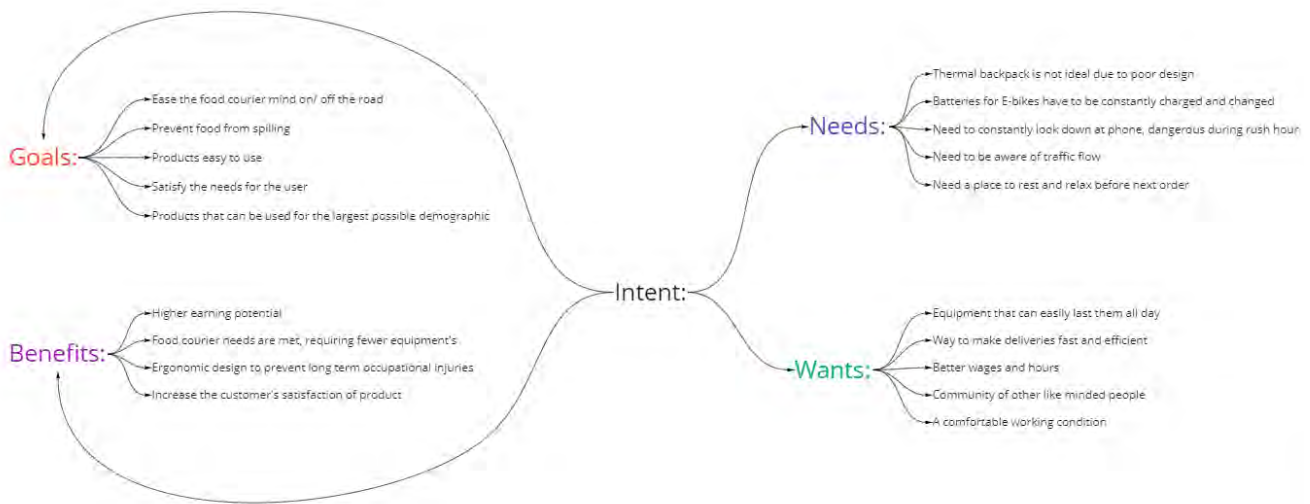 Goals:
Ease the food courier mind on/ off the road
Prevent food from spilling
Products easy to use
Satisfy the needs for the user
Products that can be used for the largest possible demographic
Benefits:
Higher earning potential
Food courier needs are met, requiring fewer equipment's
Ergonomic design to prevent long term occupational injuries
Increase the customer's satisfaction of product
Intent:
Needs:
Thermal backpack is not ideal due to poor design
Batteries for E-bikes have to be constantly charged and changed
Need to constantly look down at phone, dangerous during rush hour
Need to be aware of traffic flow
Need a place to rest and relax before next order
Wants:
Equipment that can easily last them all day
Way to make deliveries fast and efficient
Better wages and hours
Community of other like minded people
A comfortable working condition